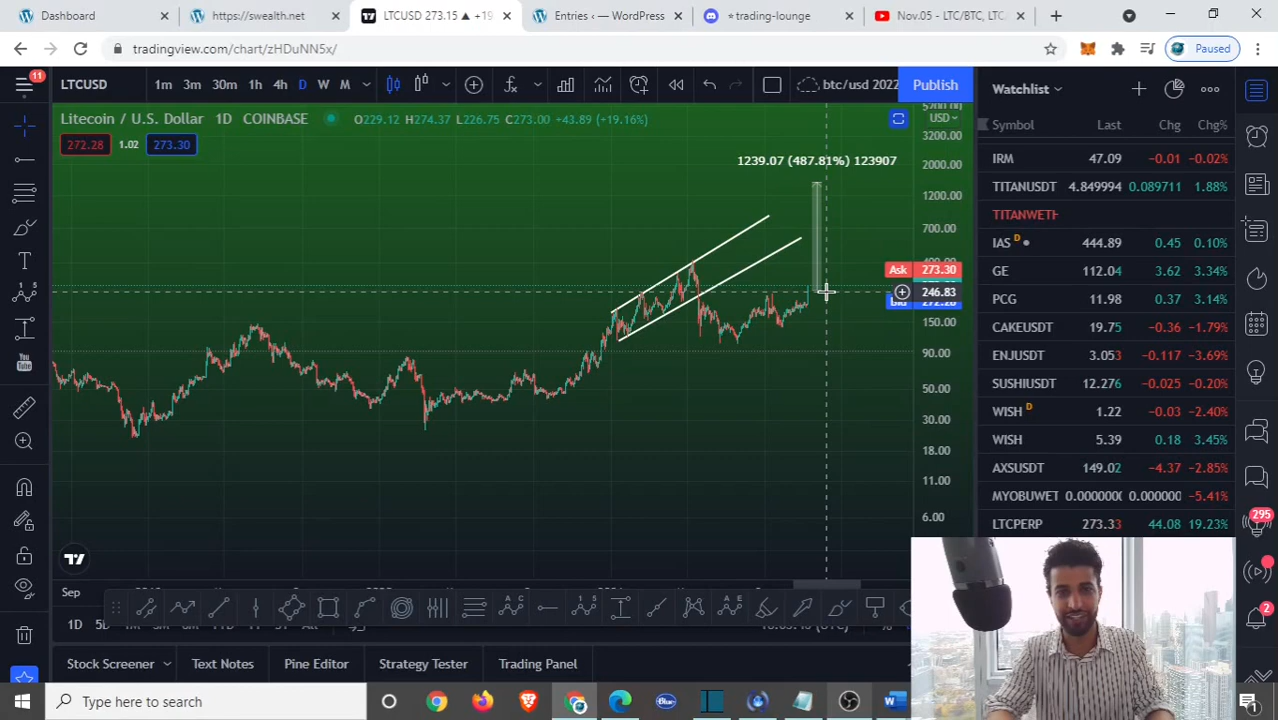 Dashboard
https://swealth.net
LTCUSD 273.15 ▲ +19
Entries ‹ — WordPress
trading-lounge
Nov.05 - LTC/BTC, LTC/
tradingview.com/chart/zHDuNN5x/
Paused
11
LTCUSD
1m 3m 30m 1h 4h D W M
btc/usd 2022
Publish
Litecoin / U.S. Dollar 1D COINBASE
O229.12 H274.37 L226.75 C273.00 +43.89 (+19.16%)
272.28 1.02 273.30
1239.07 (487.81%) 123907
USD
3200.00
2000.00
1200.00
700.00
Ask 273.30
246.83
150.00
90.00
50.00
30.00
18.00
11.00
6.00
Sep
1D
Stock Screener
Text Notes
Pine Editor
Strategy Tester
Trading Panel
Watchlist
Symbol Last Chg Chg%
IRM 47.09 -0.01 -0.02%
TITANUSDT 4.849994 0.089711 1.88%
TITANWETH
IAS D 444.89 0.45 0.10%
GE 112.04 3.62 3.34%
PCG 11.98 0.37 3.14%
CAKEUSDT 19.75 -0.36 -1.79%
ENJUSDT 3.053 -0.117 -3.69%
SUSHIUSDT 12.276 -0.025 -0.20%
WISH D 1.22 -0.03 -2.40%
WISH 5.39 0.18 3.45%
AXSUSDT 149.02 -4.37 -2.85%
MYOBUWET 0.000000 0.000000 -5.41%
LTCPERP 273.33 44.08 19.23%
295
2
You
Tube
Type here to search
Blue
1